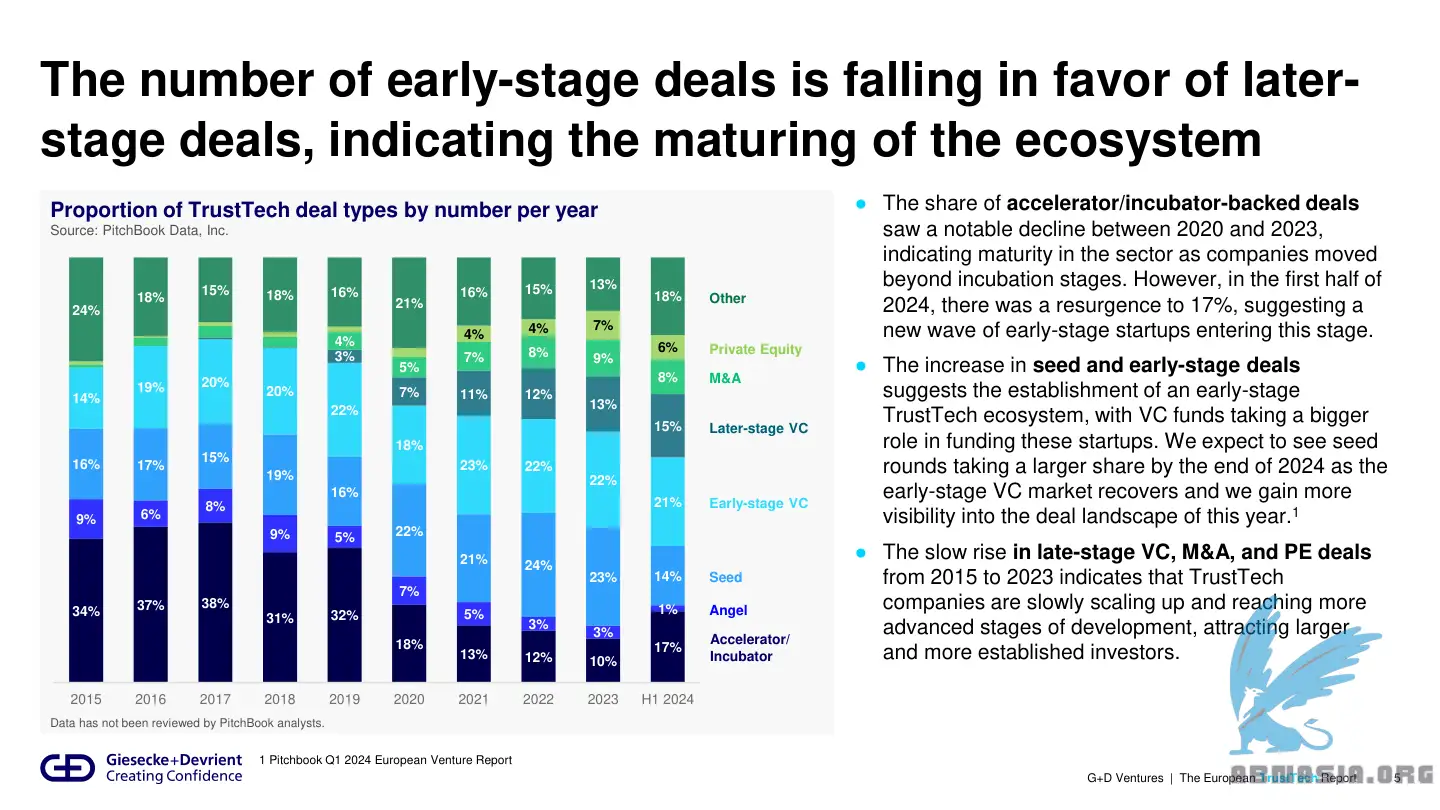 The number of early-stage deals is falling in favor of later-
stage deals, indicating the maturing of the ecosystem
Proportion of TrustTech deal types by number per year
Source: PitchBook Data, Inc.
24% 18% 15% 18% 16% 21% 16% 15% 13% 18% Other
4% 4% 7% 6% Private Equity
4% 5% 7% 8% 9% 8% M&A
3% 7% 11% 12% 13% 15% Later-stage VC
14% 19% 20% 20% 22% 18% 23% 22% 22% 21% Early-stage VC
16% 17% 15% 19% 16% 22% 21% 24% 23% 14% Seed
9% 6% 8% 9% 5% 7% 5% 3% 3% 1% Angel
34% 37% 38% 31% 32% 18% 13% 12% 10% 17% Accelerator/
Incubator
2015 2016 2017 2018 2019 2020 2021 2022 2023 H1 2024
Data has not been reviewed by PitchBook analysts.
● The share of accelerator/incubator-backed deals
saw a notable decline between 2020 and 2023,
indicating maturity in the sector as companies moved
beyond incubation stages. However, in the first half of
2024, there was a resurgence to 17%, suggesting a
new wave of early-stage startups entering this stage.
● The increase in seed and early-stage deals
suggests the establishment of an early-stage
TrustTech ecosystem, with VC funds taking a bigger
role in funding these startups. We expect to see seed
rounds taking a larger share by the end of 2024 as the
early-stage VC market recovers and we gain more
visibility into the deal landscape of this year.¹
● The slow rise in late-stage VC, M&A, and PE deals
from 2015 to 2023 indicates that TrustTech
companies are slowly scaling up and reaching more
advanced stages of development, attracting larger
and more established investors.
Giesecke+Devrient
Creating Confidence
1 Pitchbook Q1 2024 European Venture Report
G+D Ventures | The European TrustTech Report 5
ARMASIA.ORG